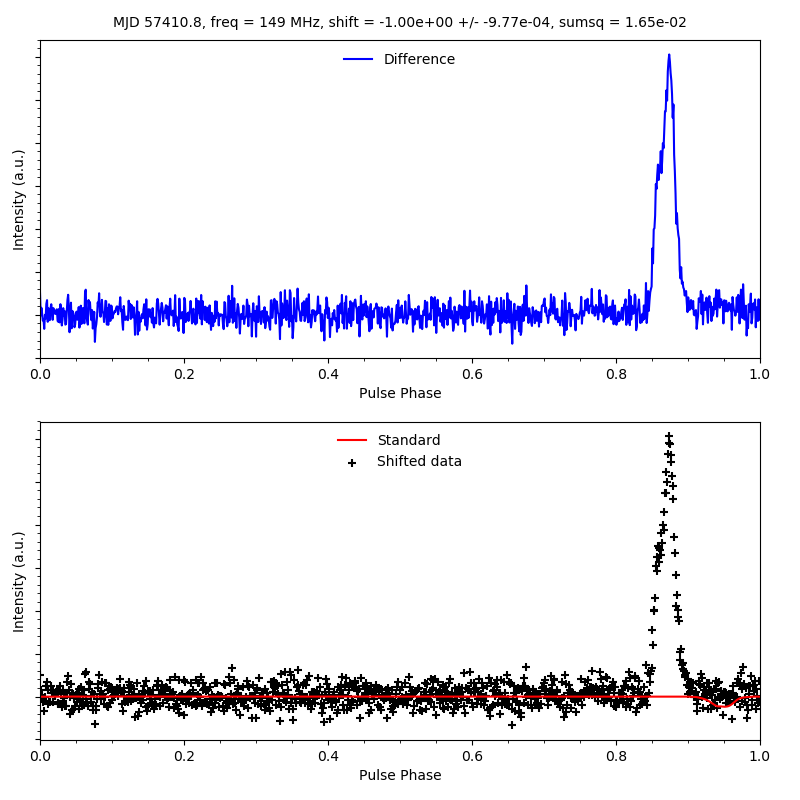 MJD 57410.8, freq = 149 MHz, shift = -1.00e+00 +/- -9.77e-04, sumsq = 1.65e-02
Difference
Intensity (a.u.)
0.0 0.2 0.4 0.6 0.8 1.0
Pulse Phase
Standard
Shifted data
Intensity (a.u.)
0.0 0.2 0.4 0.6 0.8 1.0
Pulse Phase